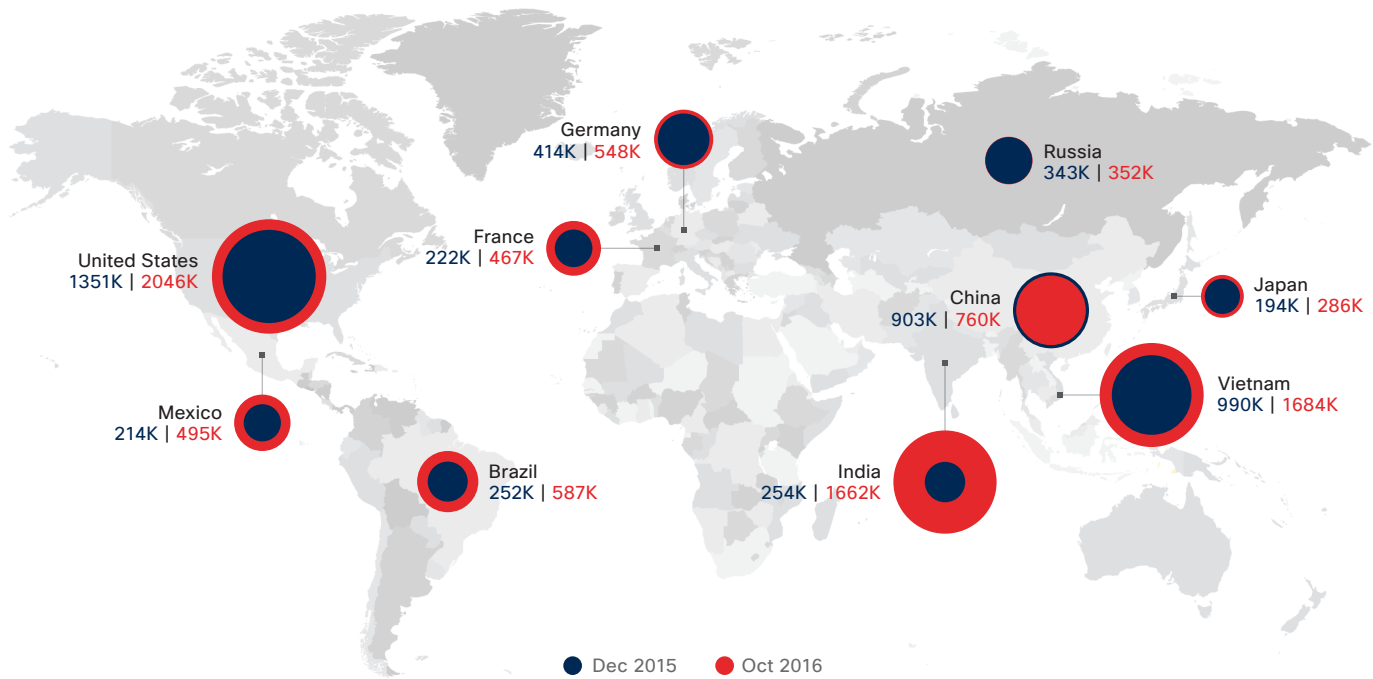 Germany
414K | 548K
Russia
343K | 352K
France
222K | 467K
United States
1351K | 2046K
China
903K | 760K
Japan
194K | 286K
Mexico
214K | 495K
Vietnam
990K | 1684K
Brazil
252K | 587K
India
254K | 1662K
Dec 2015
Oct 2016